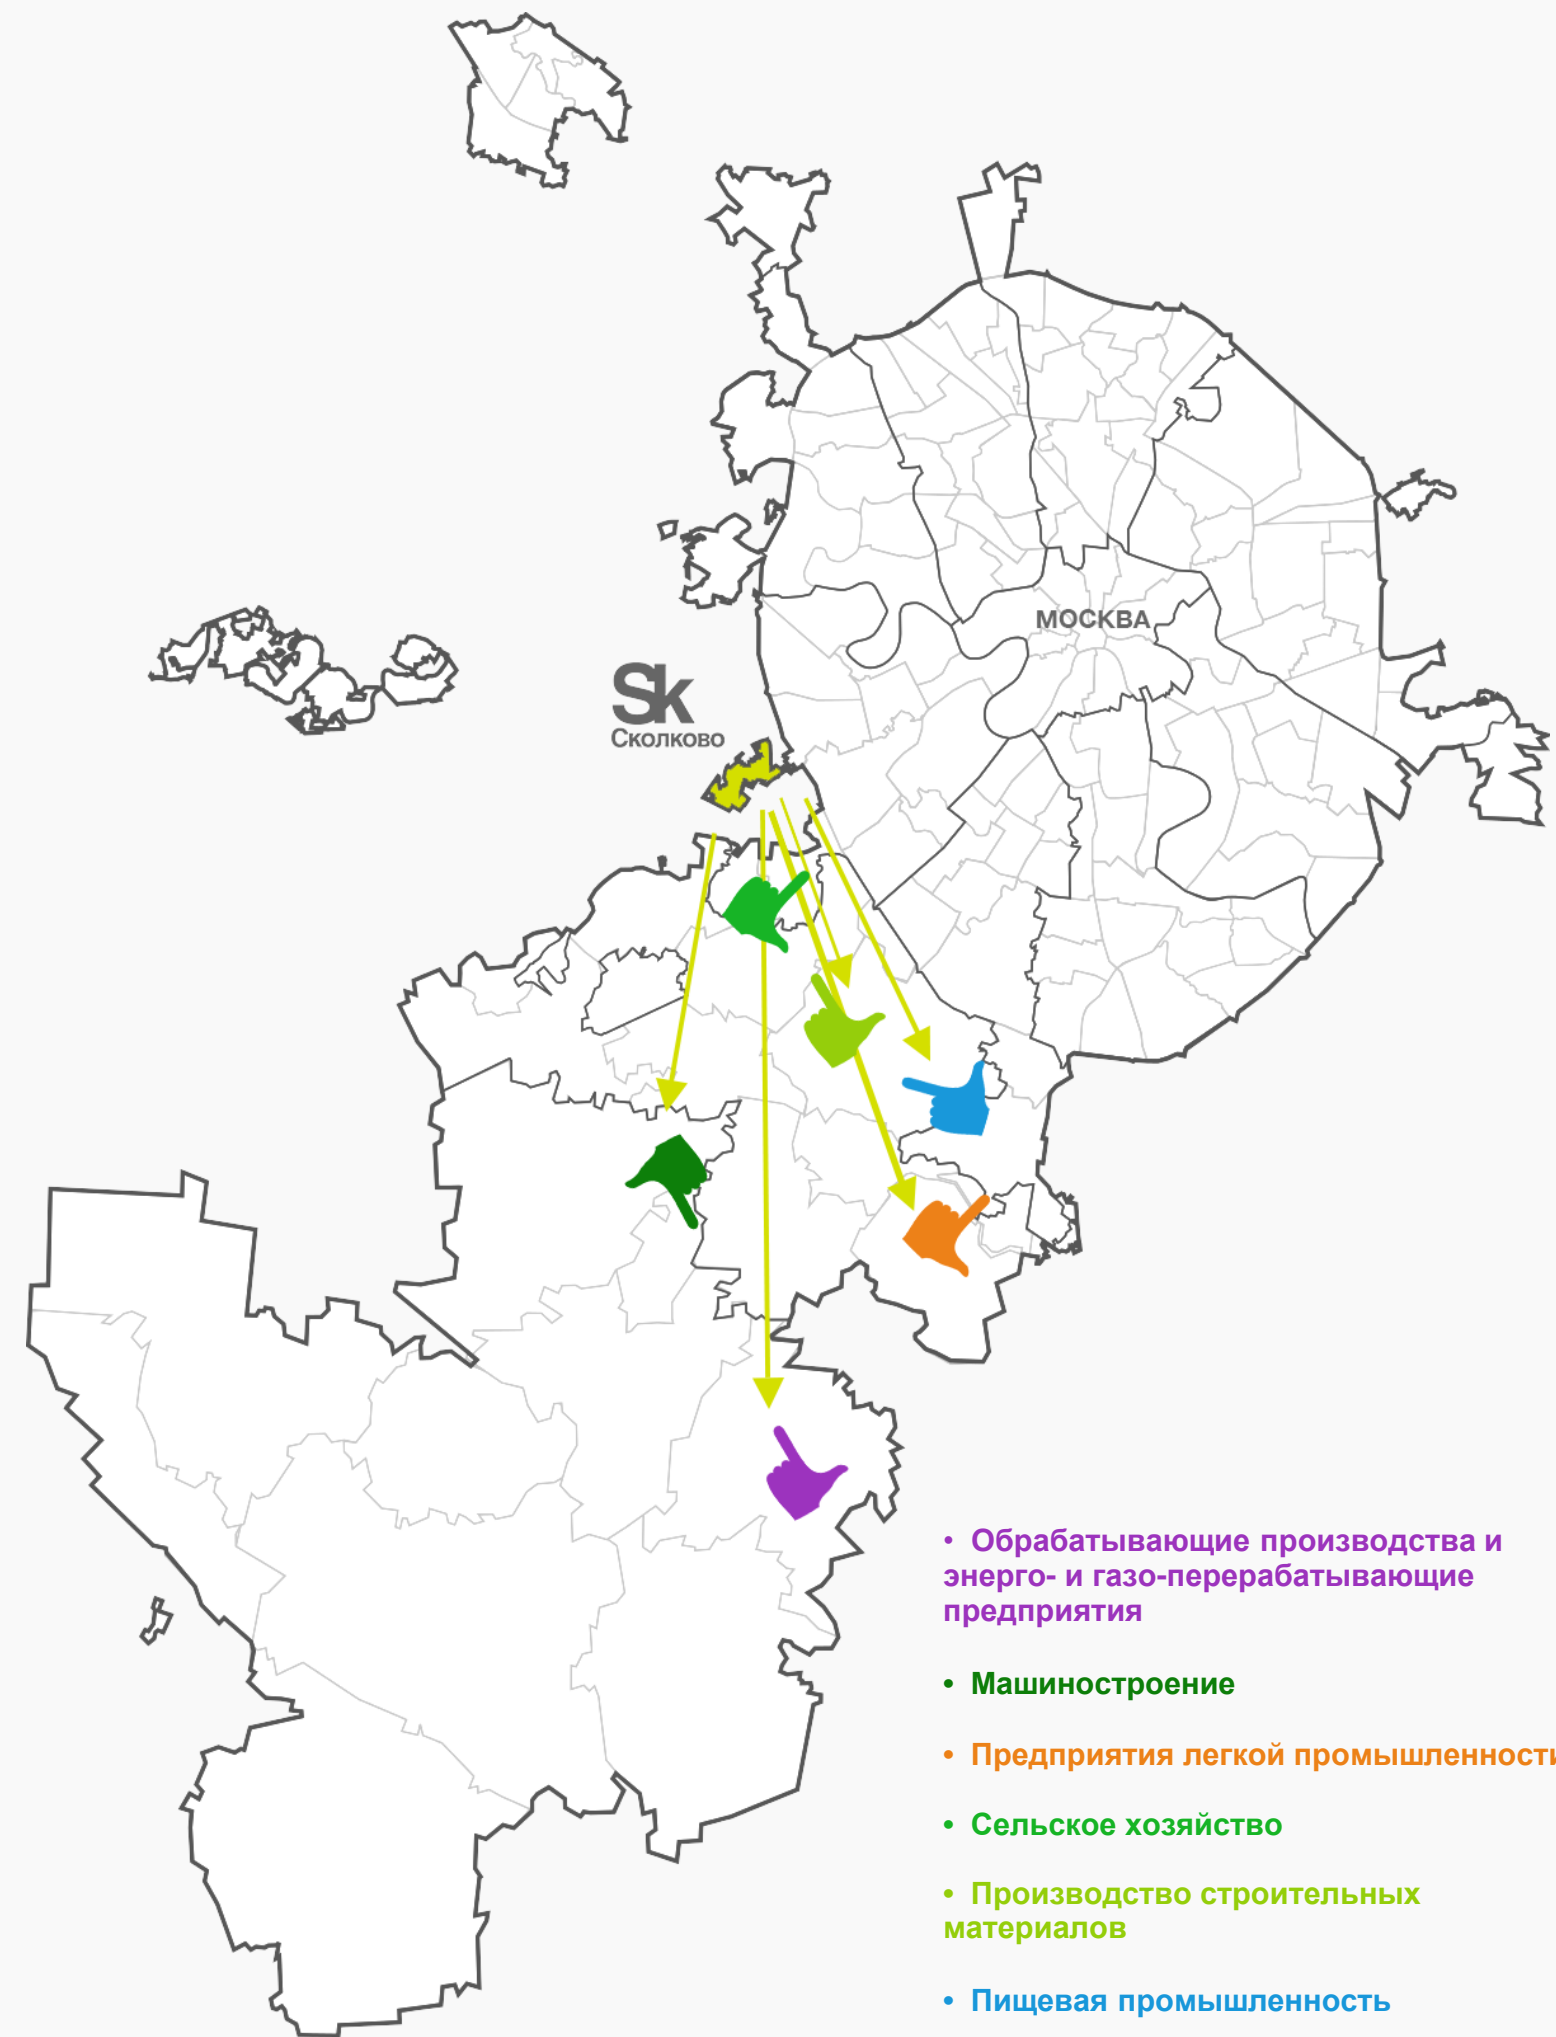 МОСКВА
Sk
Сколково
• Обрабатывающие производства и
энерго- и газо-перерабатывающие
предприятия
• Машиностроение
• Предприятия легкой промышленности
• Сельское хозяйство
• Производство строительных
материалов
• Пищевая промышленность